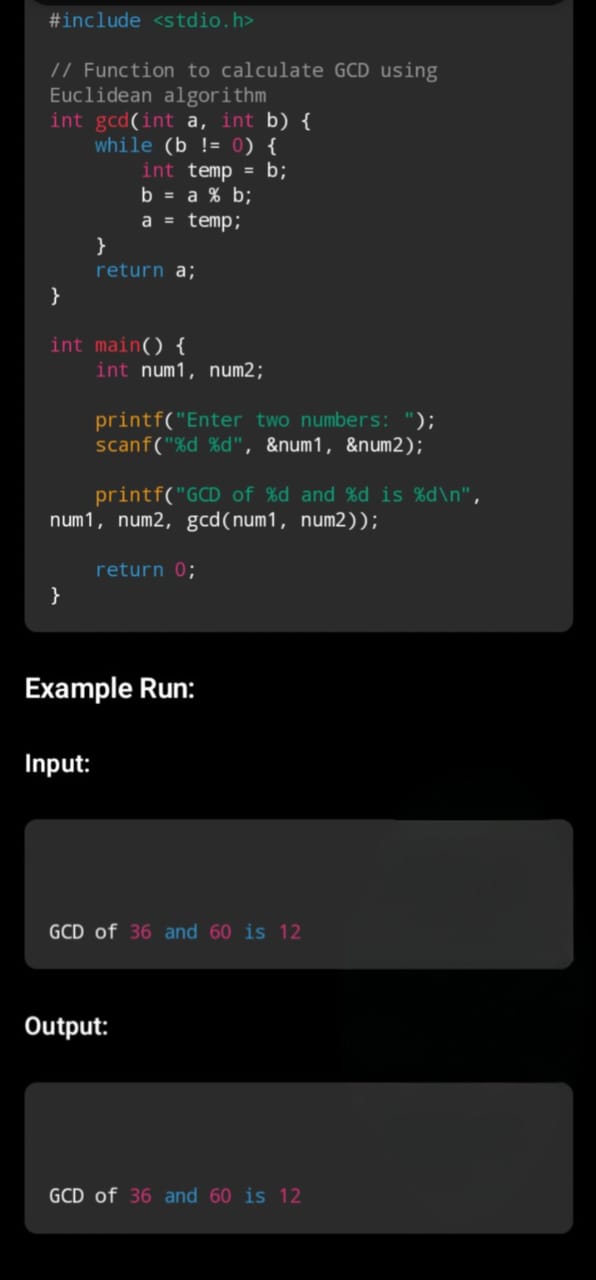 #include <stdio.h>
// Function to calculate GCD using
Euclidean algorithm
int gcd(int a, int b) {
    while (b != 0) {
        int temp = b;
        b = a % b;
        a = temp;
    }
    return a;
}
int main() {
    int num1, num2;
    printf("Enter two numbers: ");
    scanf("%d %d", &num1, &num2);
    printf("GCD of %d and %d is %d\n",
num1, num2, gcd(num1, num2));
    return 0;
}
Example Run:
Input:
GCD of 36 and 60 is 12
Output:
GCD of 36 and 60 is 12